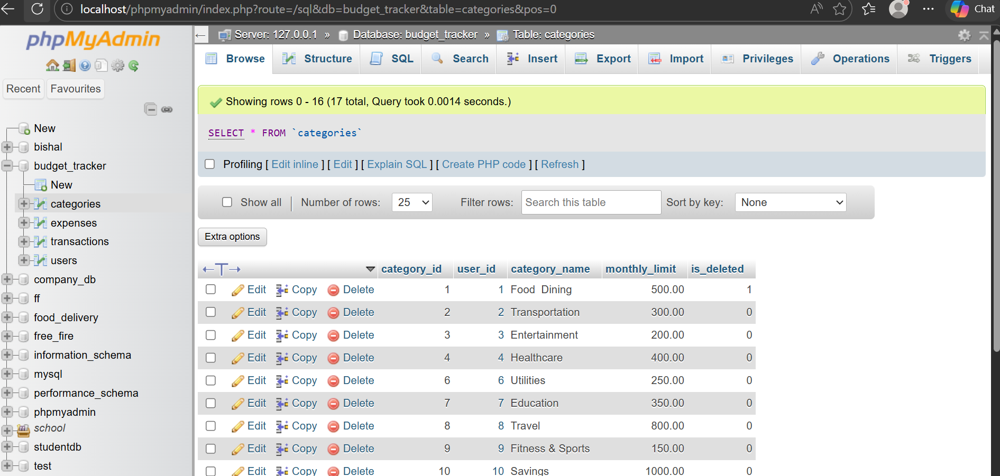 localhost/phpmyadmin/index.php?route=/sql&db=budget_tracker&table=categories&pos=0
Chat
phpMyAdmin
Recent Favourites
New
bishal
budget_tracker
New
categories
expenses
transactions
users
company_db
ff
food_delivery
free_fire
information_schema
mysql
performance_schema
phpmyadmin
school
studentdb
test
Server: 127.0.0.1 » Database: budget_tracker » Table: categories
Browse Structure SQL Search Insert Export Import Privileges Operations Triggers
Showing rows 0 - 16 (17 total, Query took 0.0014 seconds.)
SELECT * FROM `categories`
Profiling [ Edit inline ] [ Edit ] [ Explain SQL ] [ Create PHP code ] [ Refresh ]
Show all Number of rows: 25 Filter rows: Search this table Sort by key: None
Extra options
category_id user_id category_name monthly_limit is_deleted
Edit Copy Delete 1 1 Food  Dining 500.00 1
Edit Copy Delete 2 2 Transportation 300.00 0
Edit Copy Delete 3 3 Entertainment 200.00 0
Edit Copy Delete 4 4 Healthcare 400.00 0
Edit Copy Delete 6 6 Utilities 250.00 0
Edit Copy Delete 7 7 Education 350.00 0
Edit Copy Delete 8 8 Travel 800.00 0
Edit Copy Delete 9 9 Fitness & Sports 150.00 0
Edit Copy Delete 10 10 Savings 1000.00 0